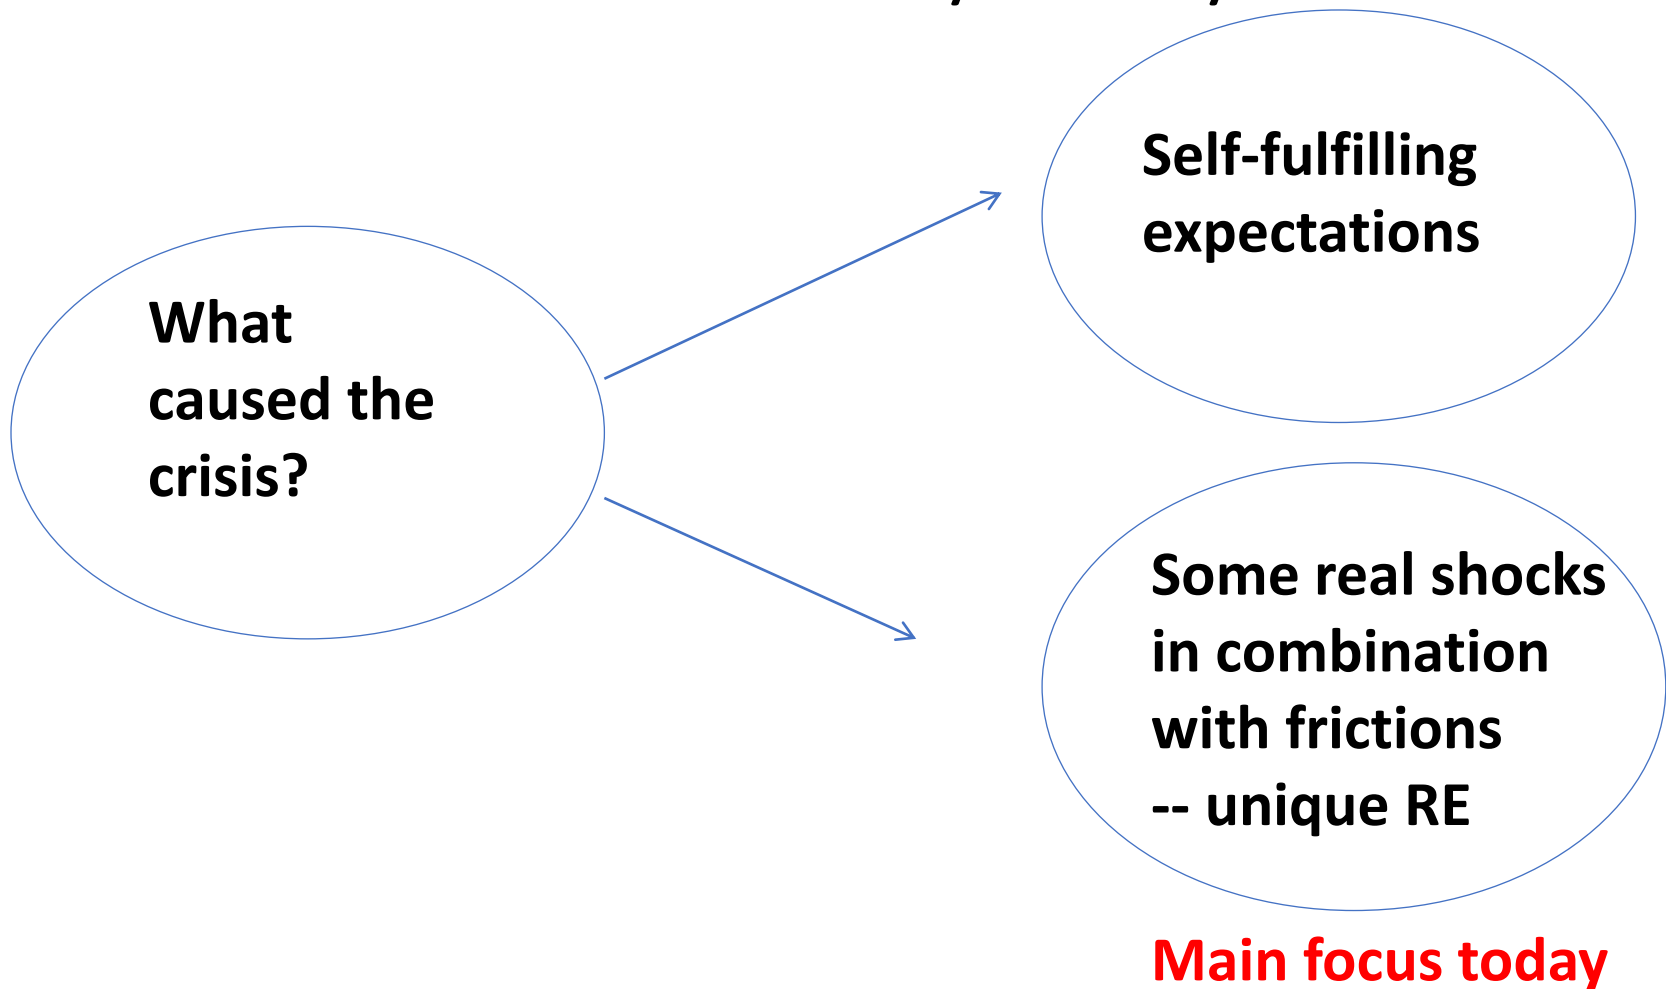 What
caused the
crisis?
Self-fulfilling
expectations
Some real shocks
in combination
with frictions
-- unique RE
Main focus today